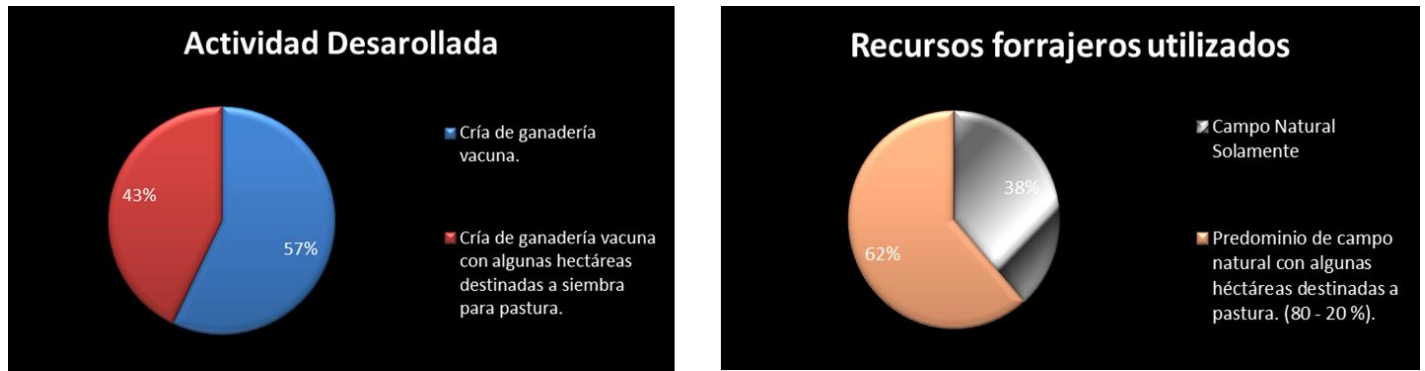 Actividad Desarollada
43%
57%
Cría de ganadería
vacuna.
Cría de ganadería vacuna
con algunas hectáreas
destinadas a siembra
para pastura.
Recursos forrajeros utilizados
38%
62%
Campo Natural
Solamente
Predominio de campo
natural con algunas
héctáreas destinadas a
pastura. (80 - 20 %).